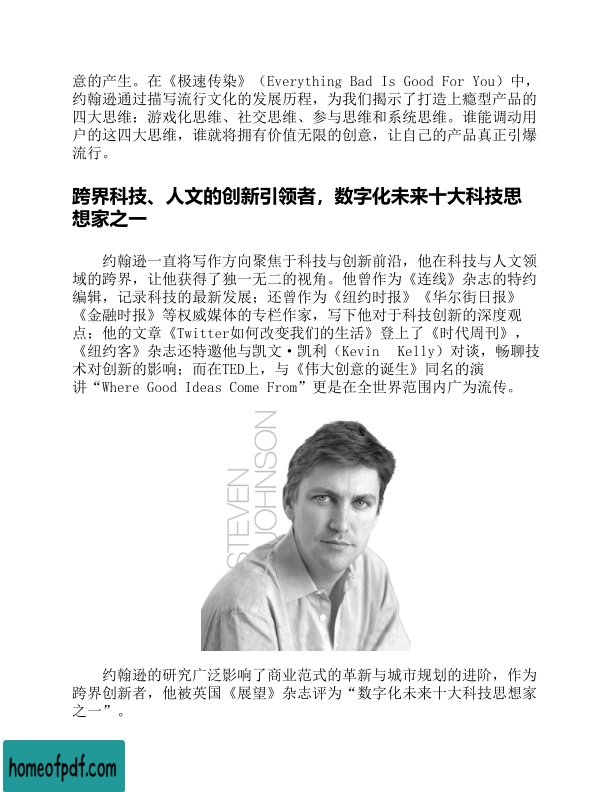 意的产生。在《极速传染》（Everything Bad Is Good For You）中，
约翰逊通过描写流行文化的发展历程，为我们揭示了打造上瘾型产品的
四大思维：游戏化思维、社交思维、参与思维和系统思维。谁能调动用
户的这四大思维，谁就将拥有价值无限的创意，让自己的产品真正引爆
流行。
跨界科技、人文的创新引领者，数字化未来十大科技思
想家之一
约翰逊一直将写作方向聚焦于科技与创新前沿，他在科技与人文领
域的跨界，让他获得了独一无二的视角。他曾作为《连线》杂志的特约
编辑，记录科技的最新发展；还曾作为《纽约时报》《华尔街日报》
《金融时报》等权威媒体的专栏作家，写下他对于科技创新的深度观
点；他的文章《Twitter如何改变我们的生活》登上了《时代周刊》，
《纽约客》杂志还特邀他与凯文·凯利（Kevin Kelly）对谈，畅聊技
术对创新的影响；而在TED上，与《伟大创意的诞生》同名的演
讲“Where Good Ideas Come From”更是在全世界范围内广为流传。
STEVEN
JOHNSON
约翰逊的研究广泛影响了商业范式的革新与城市规划的进阶，作为
跨界创新者，他被英国《展望》杂志评为“数字化未来十大科技思想家
之一”。
homeofpdf.com